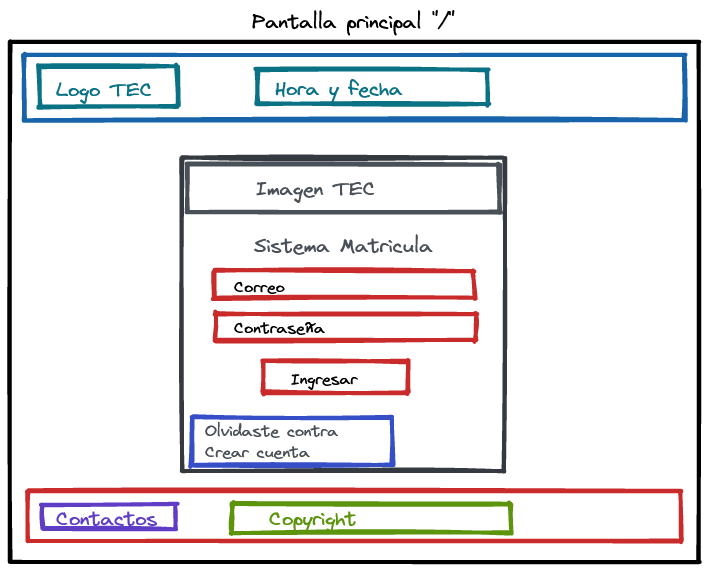 Pantalla principal "/"
Logo TEC
Hora y fecha
Imagen TEC
Sistema Matricula
Correo
Contraseña
Ingresar
Olvidaste contra
Crear cuenta
Contactos
Copyright